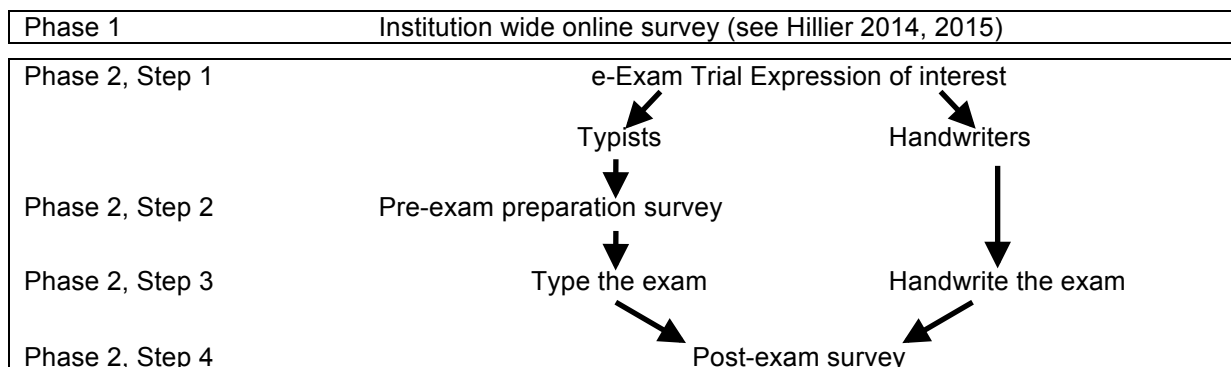 Phase 1 Institution wide online survey (see Hillier 2014, 2015)
Phase 2, Step 1 e-Exam Trial Expression of interest
Typists Handwriters
Phase 2, Step 2 Pre-exam preparation survey
Phase 2, Step 3 Type the exam Handwrite the exam
Phase 2, Step 4 Post-exam survey